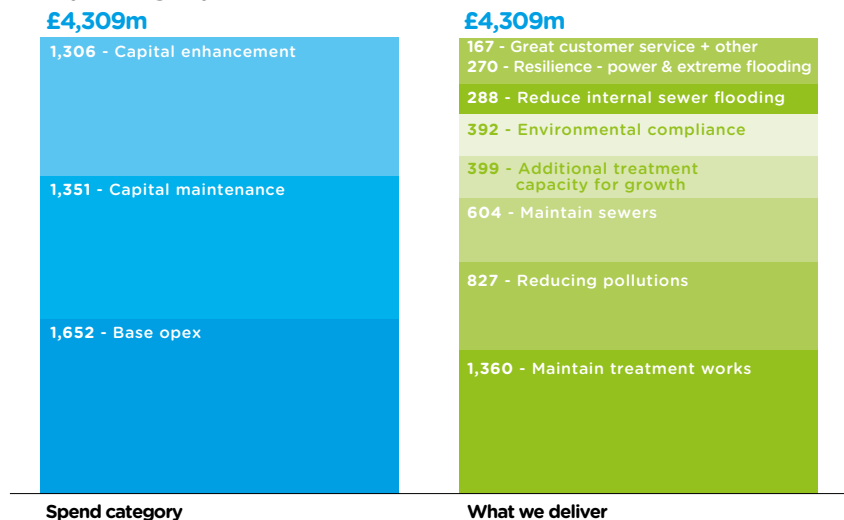 £4,309m
1,306 - Capital enhancement
1,351 - Capital maintenance
1,652 - Base opex
Spend category
£4,309m
167 - Great customer service + other
270 - Resilience - power & extreme flooding
288 - Reduce internal sewer flooding
392 - Environmental compliance
399 - Additional treatment
capacity for growth
604 - Maintain sewers
827 - Reducing pollutions
1,360 - Maintain treatment works
What we deliver